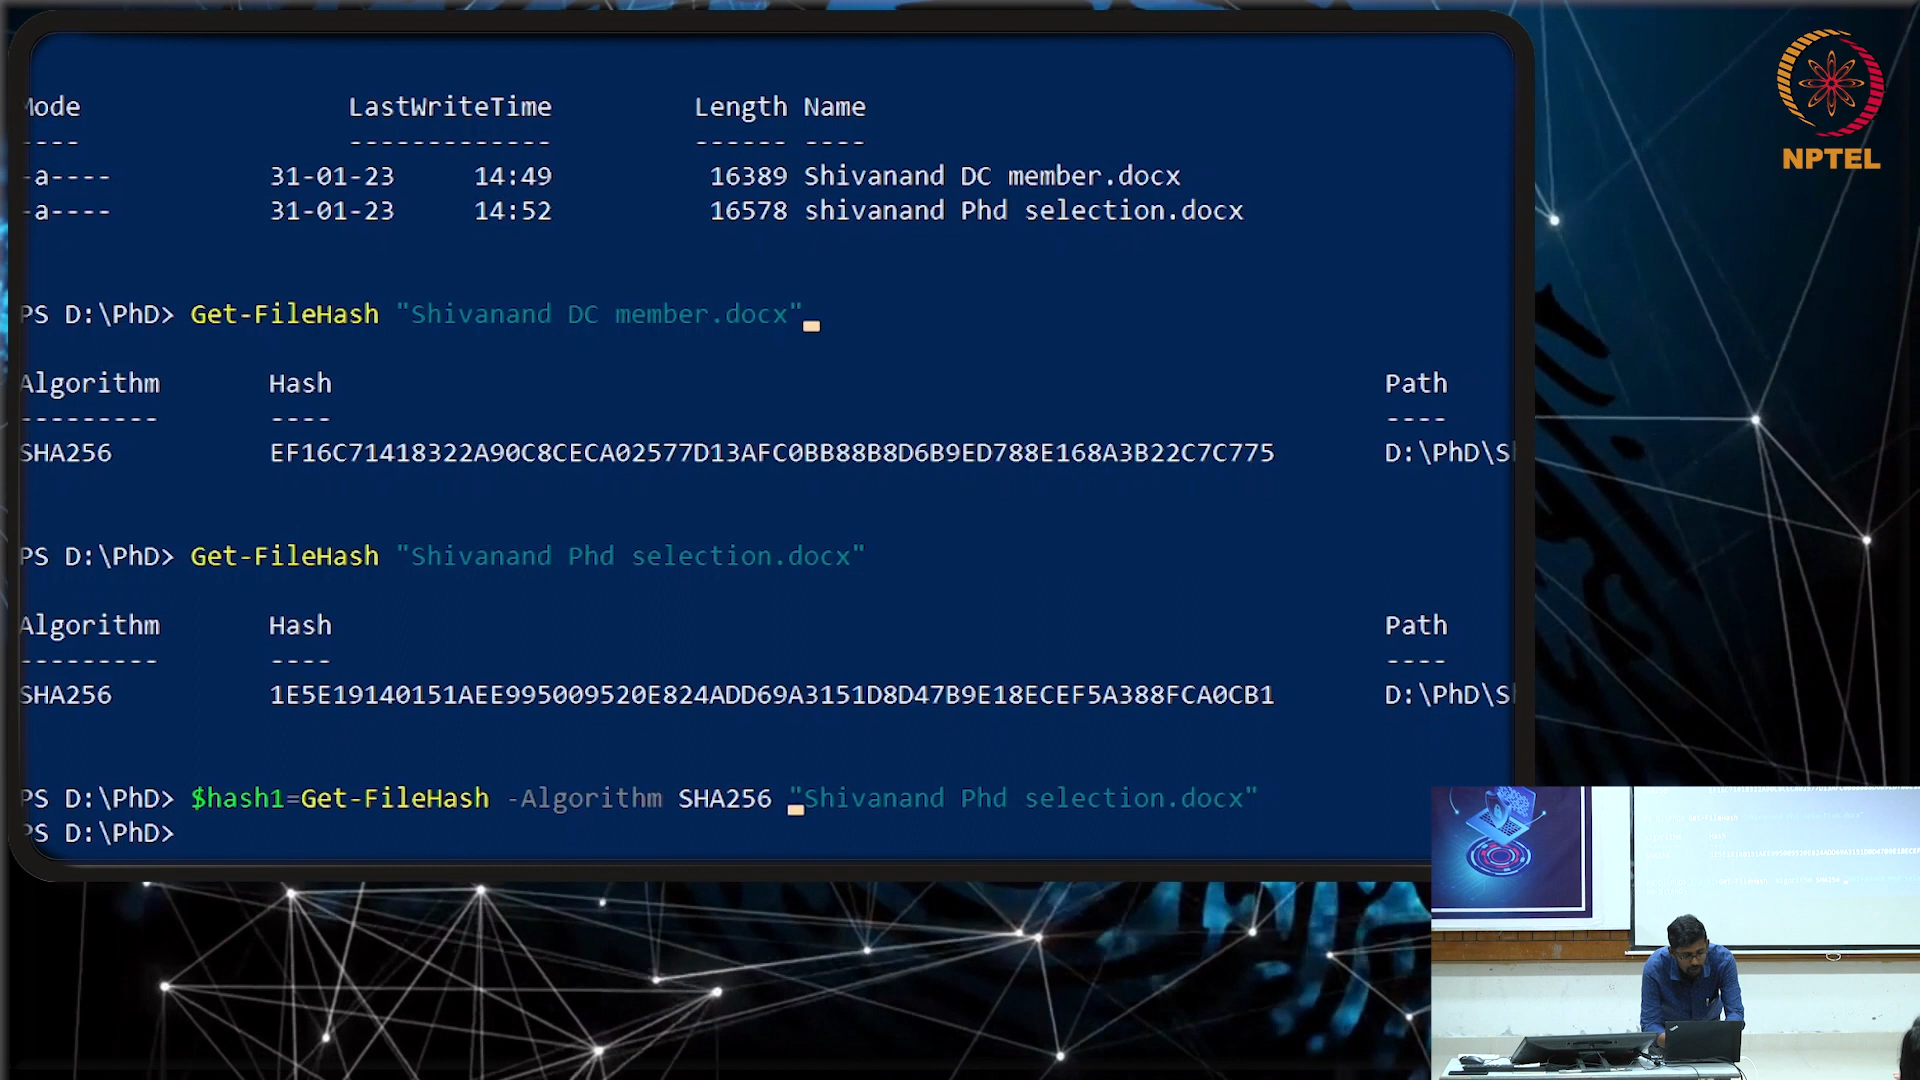 Mode LastWriteTime Length Name
---- ------------- ------ ----
-a---- 31-01-23 14:49 16389 Shivanand DC member.docx
-a---- 31-01-23 14:52 16578 shivanand Phd selection.docx
PS D:\PhD> Get-FileHash "Shivanand DC member.docx"
Algorithm Hash Path
--------- ---- ----
SHA256 EF16C71418322A90C8CECA02577D13AFC0BB88B8D6B9ED788E168A3B22C7C775 D:\PhD\S
PS D:\PhD> Get-FileHash "Shivanand Phd selection.docx"
Algorithm Hash Path
--------- ---- ----
SHA256 1E5E19140151AEE995009520E824ADD69A3151D8D47B9E18ECEF5A388FCA0CB1 D:\PhD\S
PS D:\PhD> $hash1=Get-FileHash -Algorithm SHA256 "Shivanand Phd selection.docx"
PS D:\PhD>
NPTEL